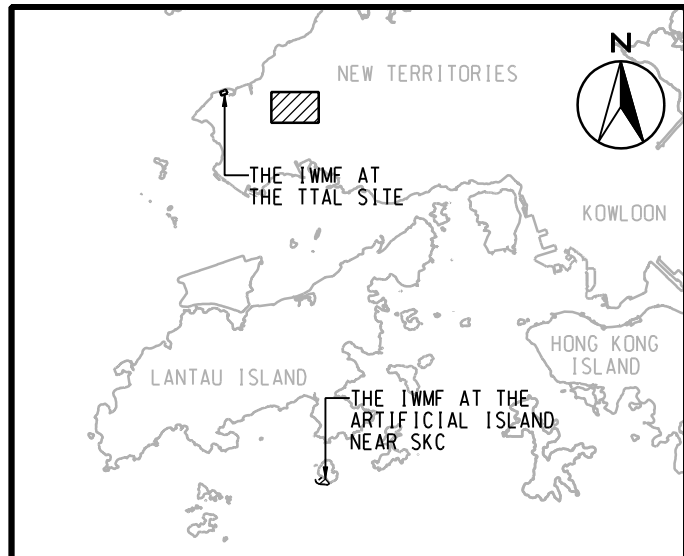 N
NEW TERRITORIES
THE IWMF AT
THE TTAL SITE
KOWLOON
HONG KONG
ISLAND
LANTAU ISLAND
THE IWMF AT THE
ARTIFICIAL ISLAND
NEAR SKC